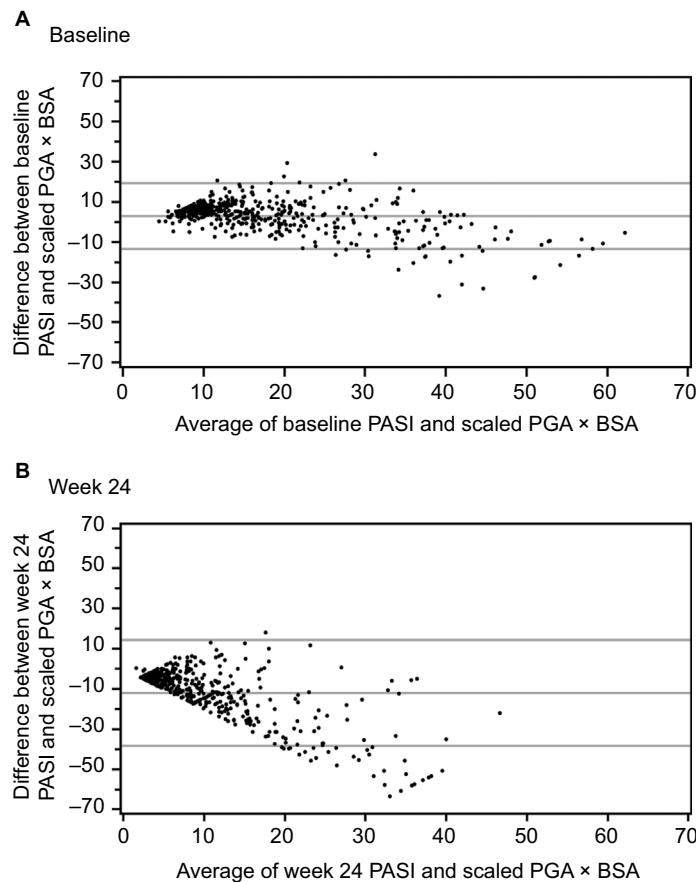 A
Baseline
Difference between baseline
PASI and scaled PGA × BSA
70
50
30
10
–10
–30
–50
–70
0 10 20 30 40 50 60 70
Average of baseline PASI and scaled PGA × BSA
B
Week 24
Difference between week 24
PASI and scaled PGA × BSA
70
50
30
10
–10
–30
–50
–70
0 10 20 30 40 50 60 70
Average of week 24 PASI and scaled PGA × BSA